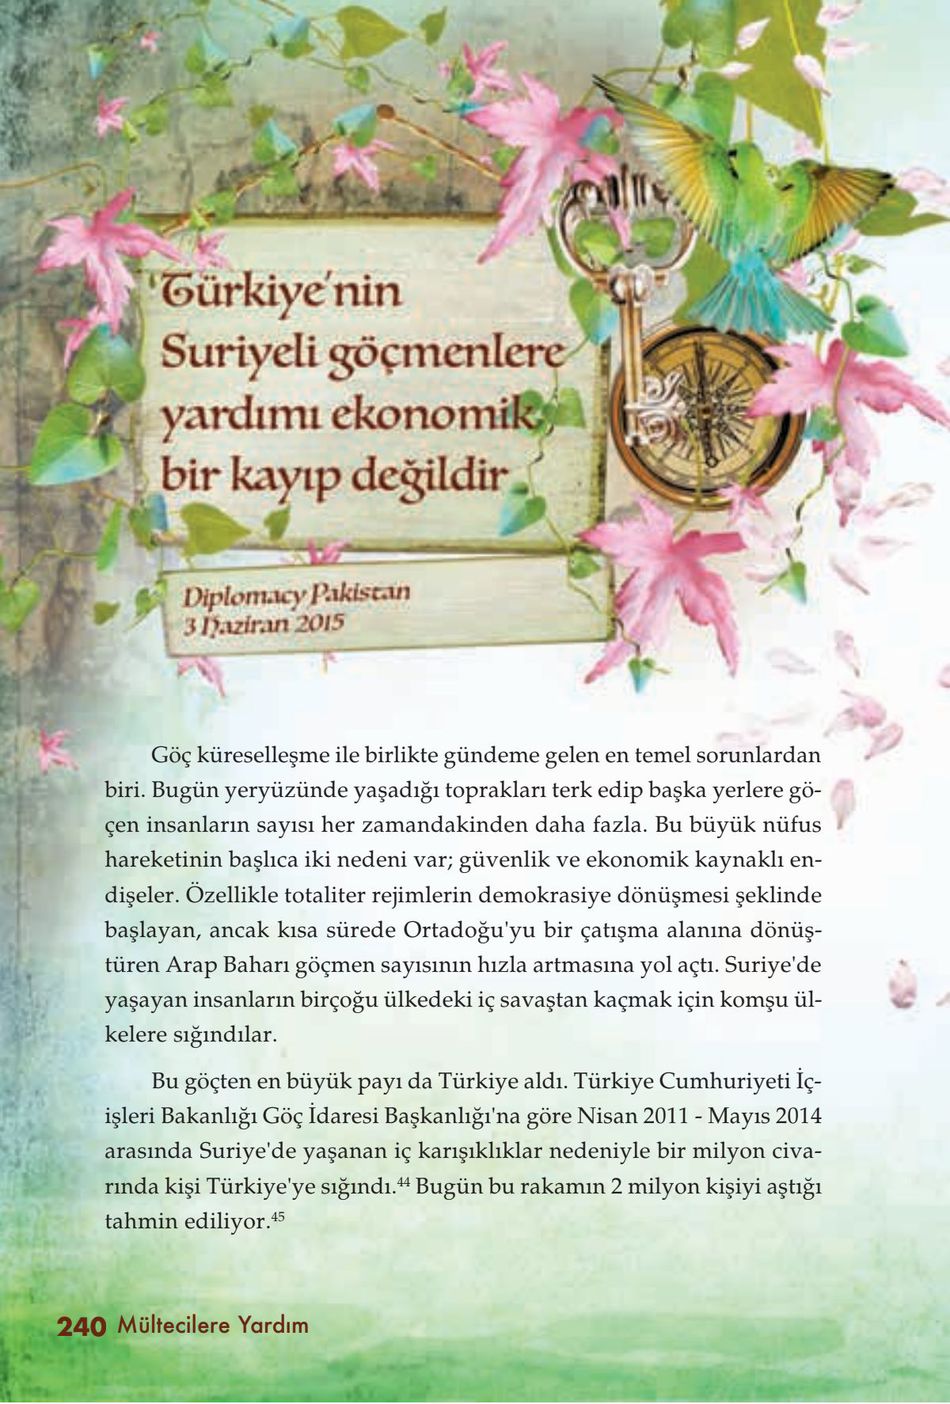 Türkiye'nin
Suriyeli göçmenlere
yardımı ekonomik
bir kayıp değildir
Diplomacy Pakistan
3 Haziran 2015
Göç küreselleşme ile birlikte gündeme gelen en temel sorunlardan
biri. Bugün yeryüzünde yaşadığı toprakları terk edip başka yerlere gö-
çen insanların sayısı her zamandakinden daha fazla. Bu büyük nüfus
hareketinin başlıca iki nedeni var; güvenlik ve ekonomik kaynaklı en-
dişeler. Özellikle totaliter rejimlerin demokrasiye dönüşmesi şeklinde
başlayan, ancak kısa sürede Ortadoğu'yu bir çatışma alanına dönüş-
türen Arap Baharı göçmen sayısının hızla artmasına yol açtı. Suriye'de
yaşayan insanların birçoğu ülkedeki iç savaştan kaçmak için komşu ül-
kelere sığındılar.
Bu göçten en büyük payı da Türkiye aldı. Türkiye Cumhuriyeti İç-
işleri Bakanlığı Göç İdaresi Başkanlığı'na göre Nisan 2011 - Mayıs 2014
arasında Suriye'de yaşanan iç karışıklıklar nedeniyle bir milyon civa-
rında kişi Türkiye'ye sığındı.44 Bugün bu rakamın 2 milyon kişiyi aştığı
tahmin ediliyor.45
240 Mültecilere Yardım